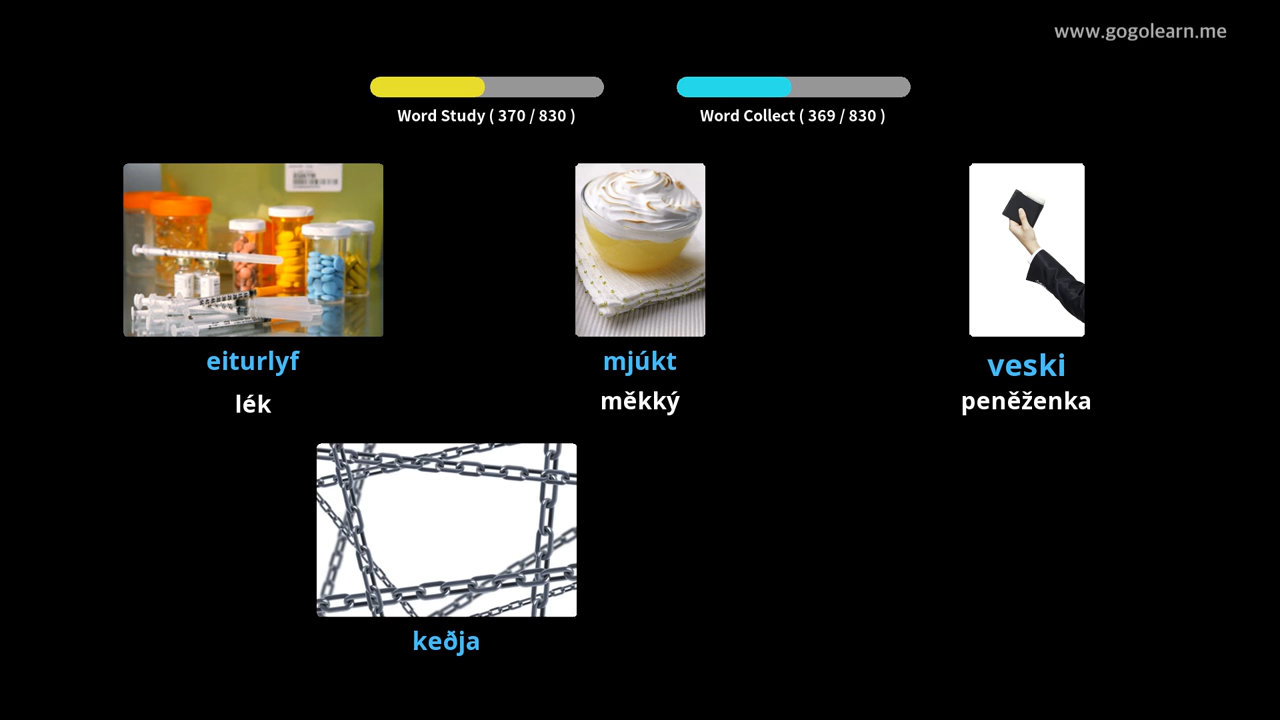 www.gogolearn.me
Word Study ( 370 / 830 )
Word Collect ( 369 / 830 )
eiturlyf
mjúkt
veski
lék
měkký
peněženka
keðja